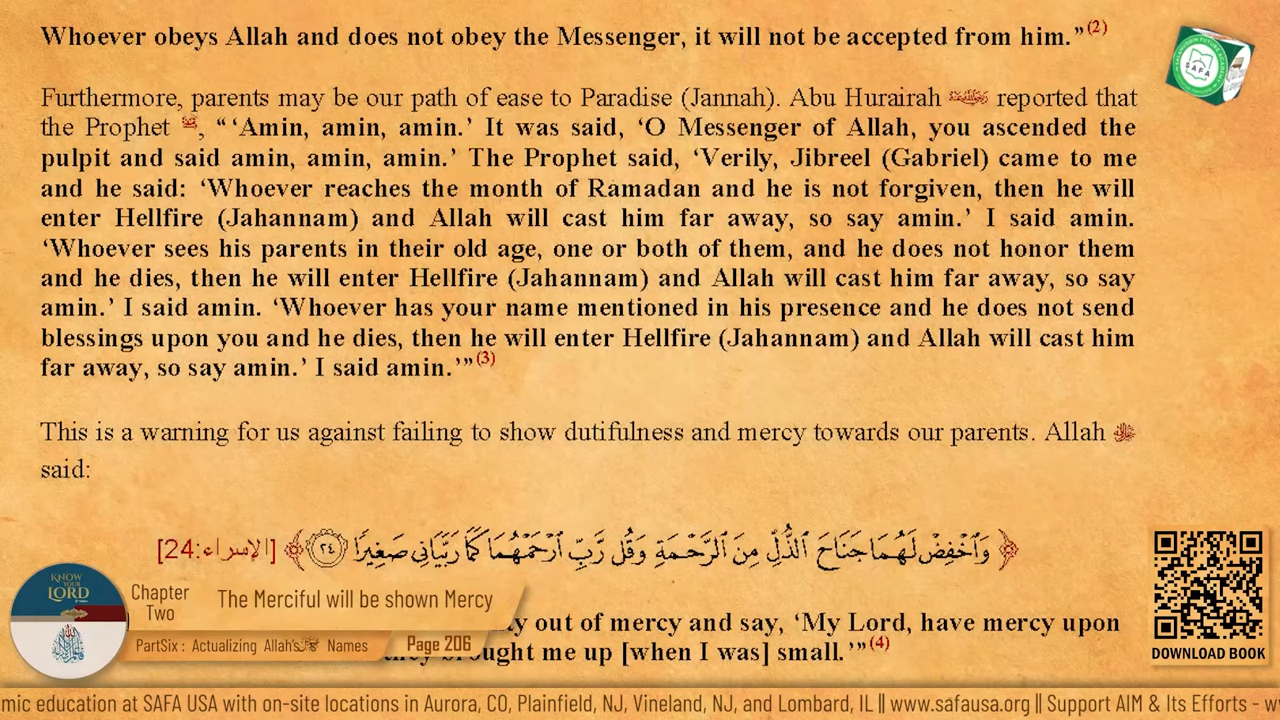 Whoever obeys Allah and does not obey the Messenger, it will not be accepted from him.”(2)
Furthermore, parents may be our path of ease to Paradise (Jannah). Abu Hurairah reported that
the Prophet ﷺ, “‘Amin, amin, amin.’ It was said, ‘O Messenger of Allah, you ascended the
pulpit and said amin, amin, amin.’ The Prophet said, ‘Verily, Jibreel (Gabriel) came to me
and he said: ‘Whoever reaches the month of Ramadan and he is not forgiven, then he will
enter Hellfire (Jahannam) and Allah will cast him far away, so say amin.’ I said amin.
‘Whoever sees his parents in their old age, one or both of them, and he does not honor them
and he dies, then he will enter Hellfire (Jahannam) and Allah will cast him far away, so say
amin.’ I said amin. ‘Whoever has your name mentioned in his presence and he does not send
blessings upon you and he dies, then he will enter Hellfire (Jahannam) and Allah will cast him
far away, so say amin.’ I said amin.’”(3)
This is a warning for us against failing to show dutifulness and mercy towards our parents. Allah
said:
﴿وَٱخْفِضْ لَهُمَا جَنَاحَ ٱلذُّلِّ مِنَ ٱلرَّحْمَةِ وَقُل رَّبِّ ٱرْحَمْهُمَا كَمَا رَبَّيَانِى صَغِيرًا ٢٤﴾ [الإسراء:24]
out of mercy and say, ‘My Lord, have mercy upon
me up [when I was] small.’”(4)
KNOW
YOUR
LORD
Chapter
Two
The Merciful will be shown Mercy
PartSix : Actualizing Allah's Names
Page 206
SAFA
DOWNLOAD BOOK
mic education at SAFA USA with on-site locations in Aurora, CO, Plainfield, NJ, Vineland, NJ, and Lombard, IL || www.safausa.org || Support AIM & Its Efforts - w